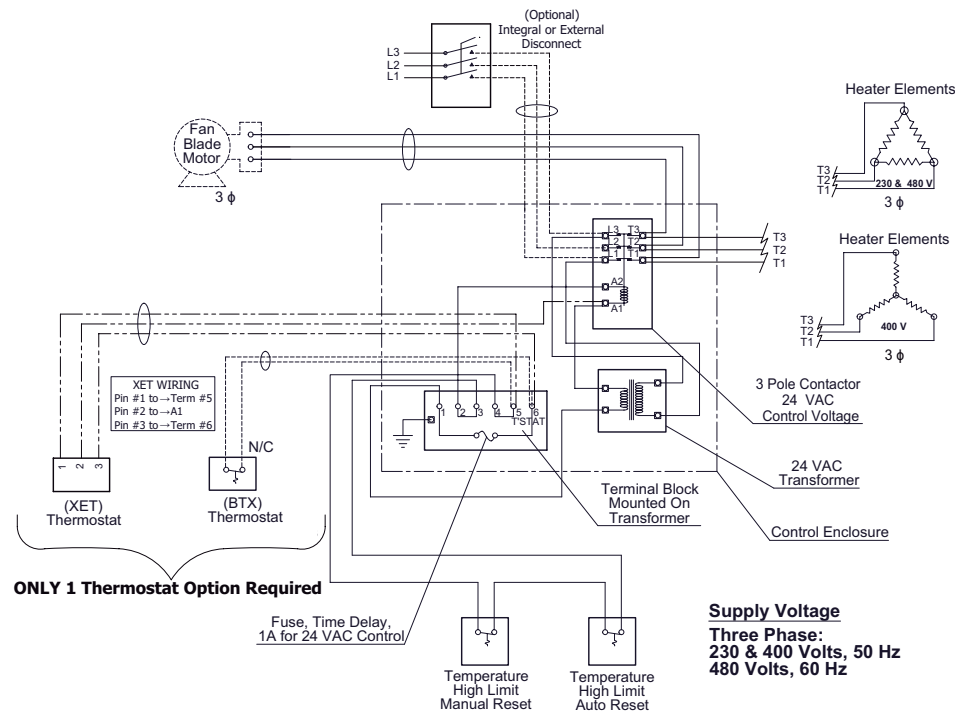 (Optional)
Integral or External
Disconnect
L3
L2
L1
Heater Elements
T3
T2
T1
230 & 480 V
3 ϕ
Fan
Blade
Motor
3 ϕ
L3 T3
L2 T2
L1 T1
A2
A1
T3
T2
T1
Heater Elements
T3
T2
T1
400 V
3 ϕ
XET WIRING
Pin #1 to→Term #5
Pin #2 to→A1
Pin #3 to→Term #6
1 2 3 4 5 6
T'STAT
3 Pole Contactor
24 VAC
Control Voltage
N/C
1 2 3
(XET)
Thermostat
(BTX)
Thermostat
24 VAC
Transformer
Terminal Block
Mounted On
Transformer
Control Enclosure
ONLY 1 Thermostat Option Required
Fuse, Time Delay,
1A for 24 VAC Control
Temperature
High Limit
Manual Reset
Temperature
High Limit
Auto Reset
Supply Voltage
Three Phase:
230 & 400 Volts, 50 Hz
480 Volts, 60 Hz